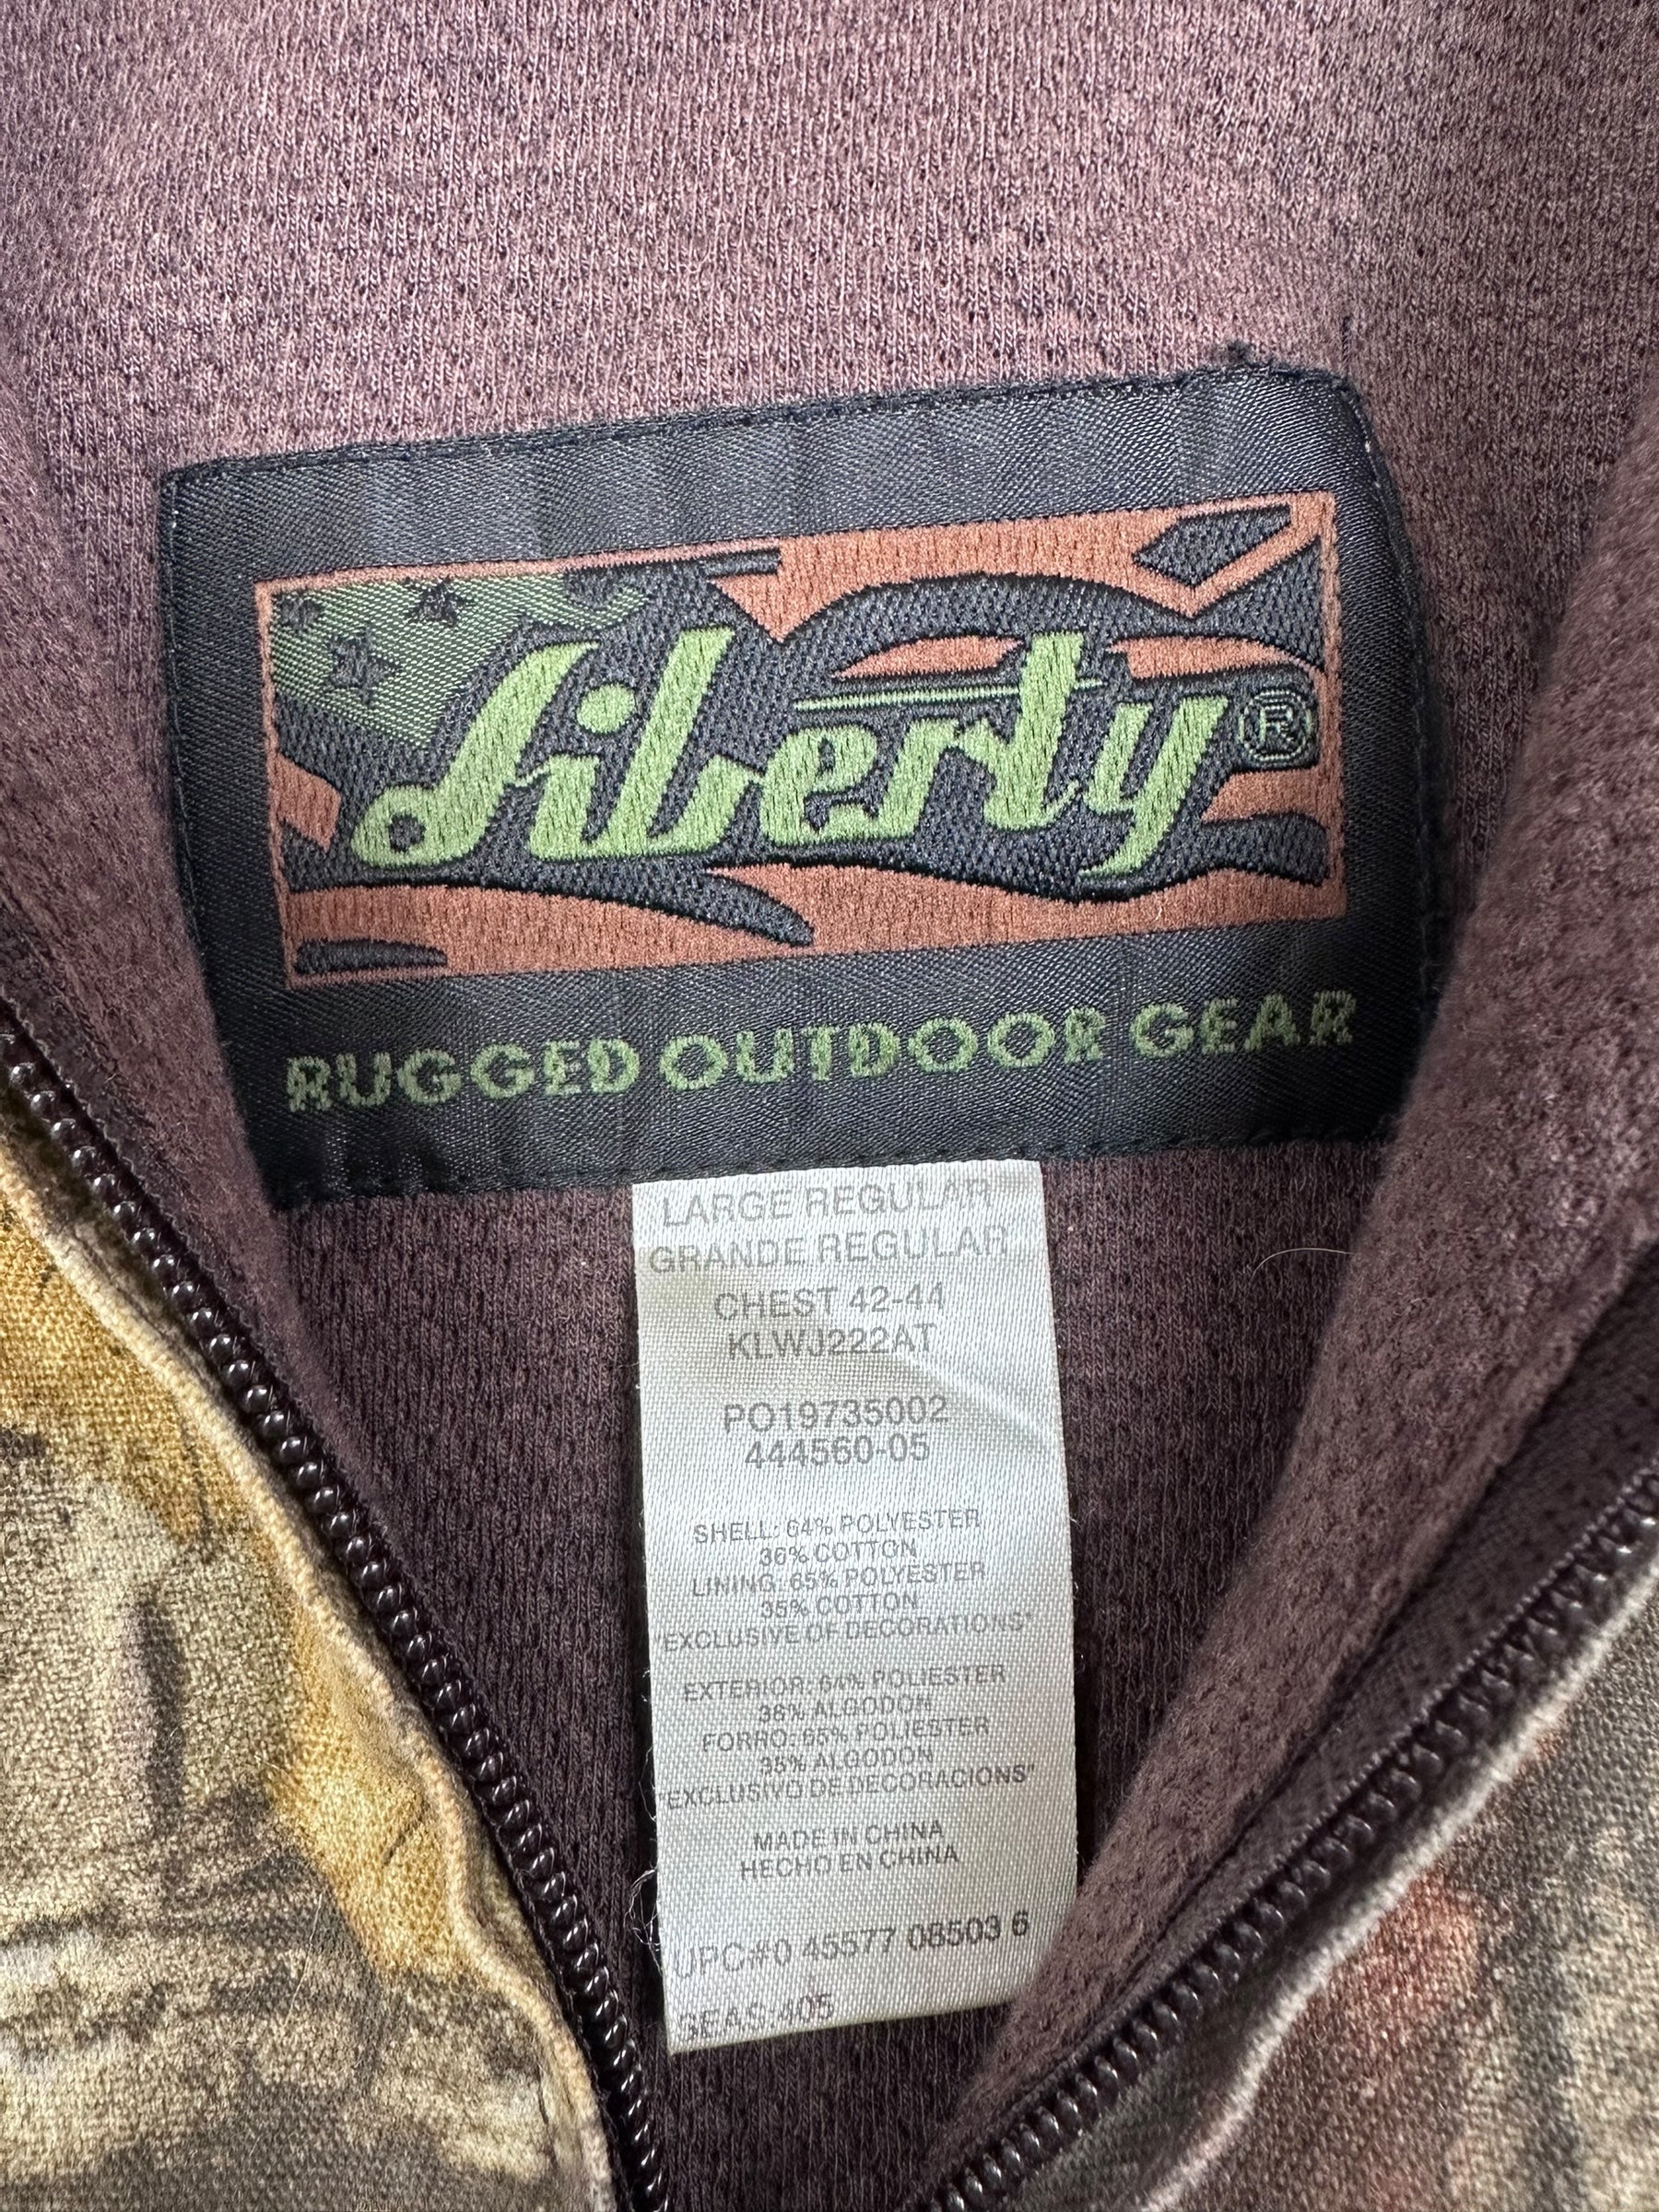 Liberty®
RUGGED OUTDOOR GEAR
LARGE REGULAR
GRANDE REGULAR
CHEST 42-44
KLWJ222AT
PO19735002
444560-05
SHELL: 64% POLYESTER
36% COTTON
LINING: 65% POLYESTER
35% COTTON
"EXCLUSIVE OF DECORATIONS"
EXTERIOR: 64% POLIESTER
36% ALGODON
FORRO: 65% POLIESTER
35% ALGODON
"EXCLUSIVO DE DECORACIONS"
MADE IN CHINA
HECHO EN CHINA
UPC#0 45577 08503 6
SEAS:405